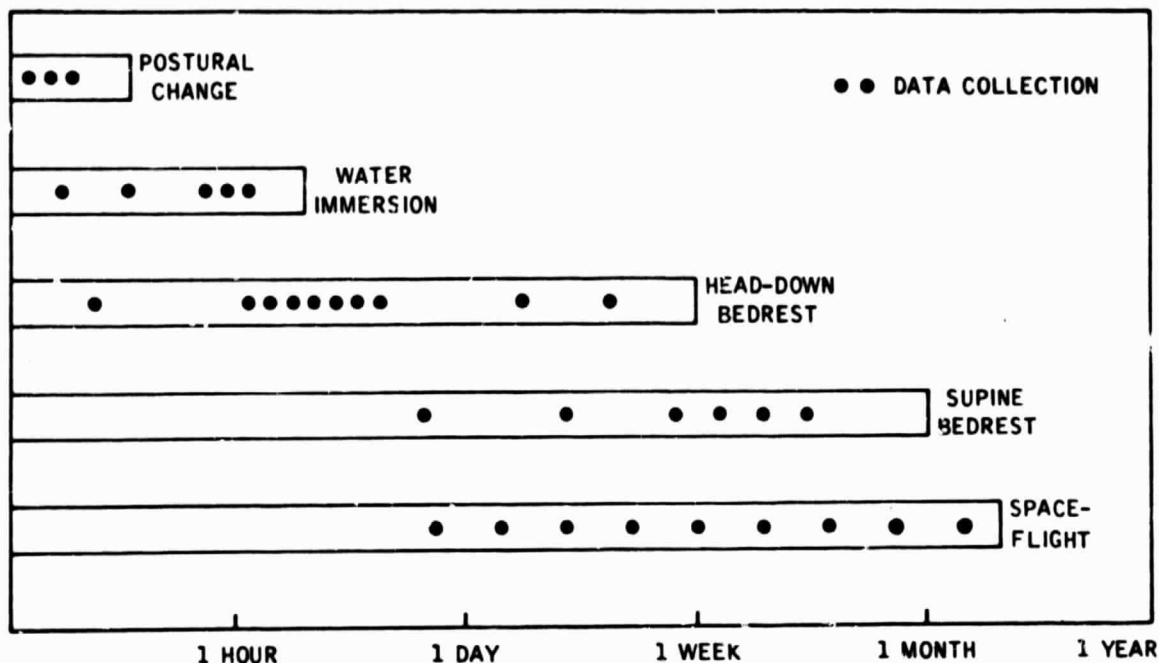 POSTURAL
CHANGE
DATA COLLECTION
WATER
IMMERSION
HEAD-DOWN
BEDREST
SUPINE
BEDREST
SPACE-
FLIGHT
1 HOUR 1 DAY 1 WEEK 1 MONTH 1 YEAR